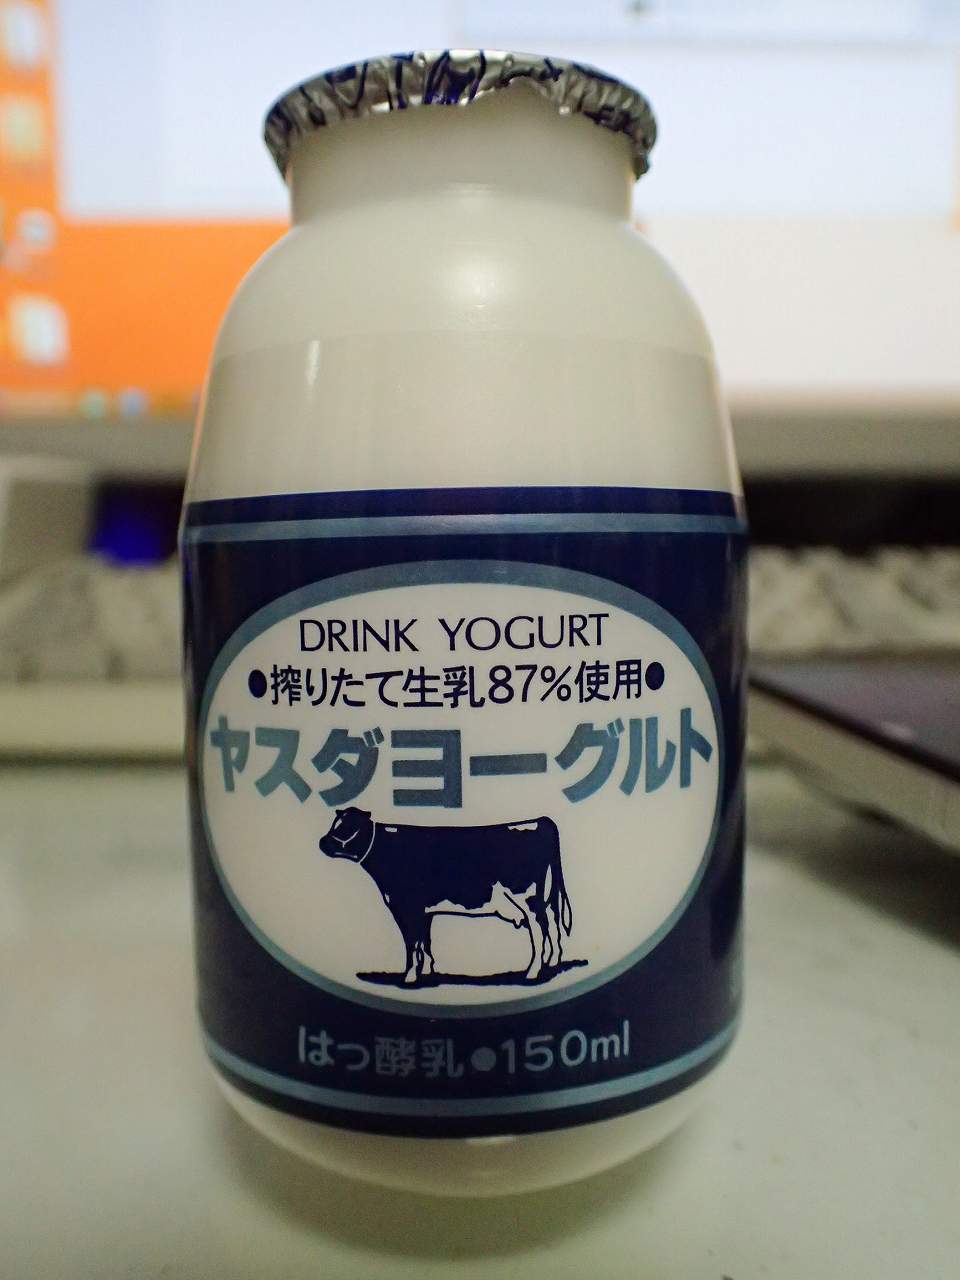 DRINK YOGURT
●搾りたて生乳87%使用●
ヤスダヨーグルト
はっ酵乳●150ml